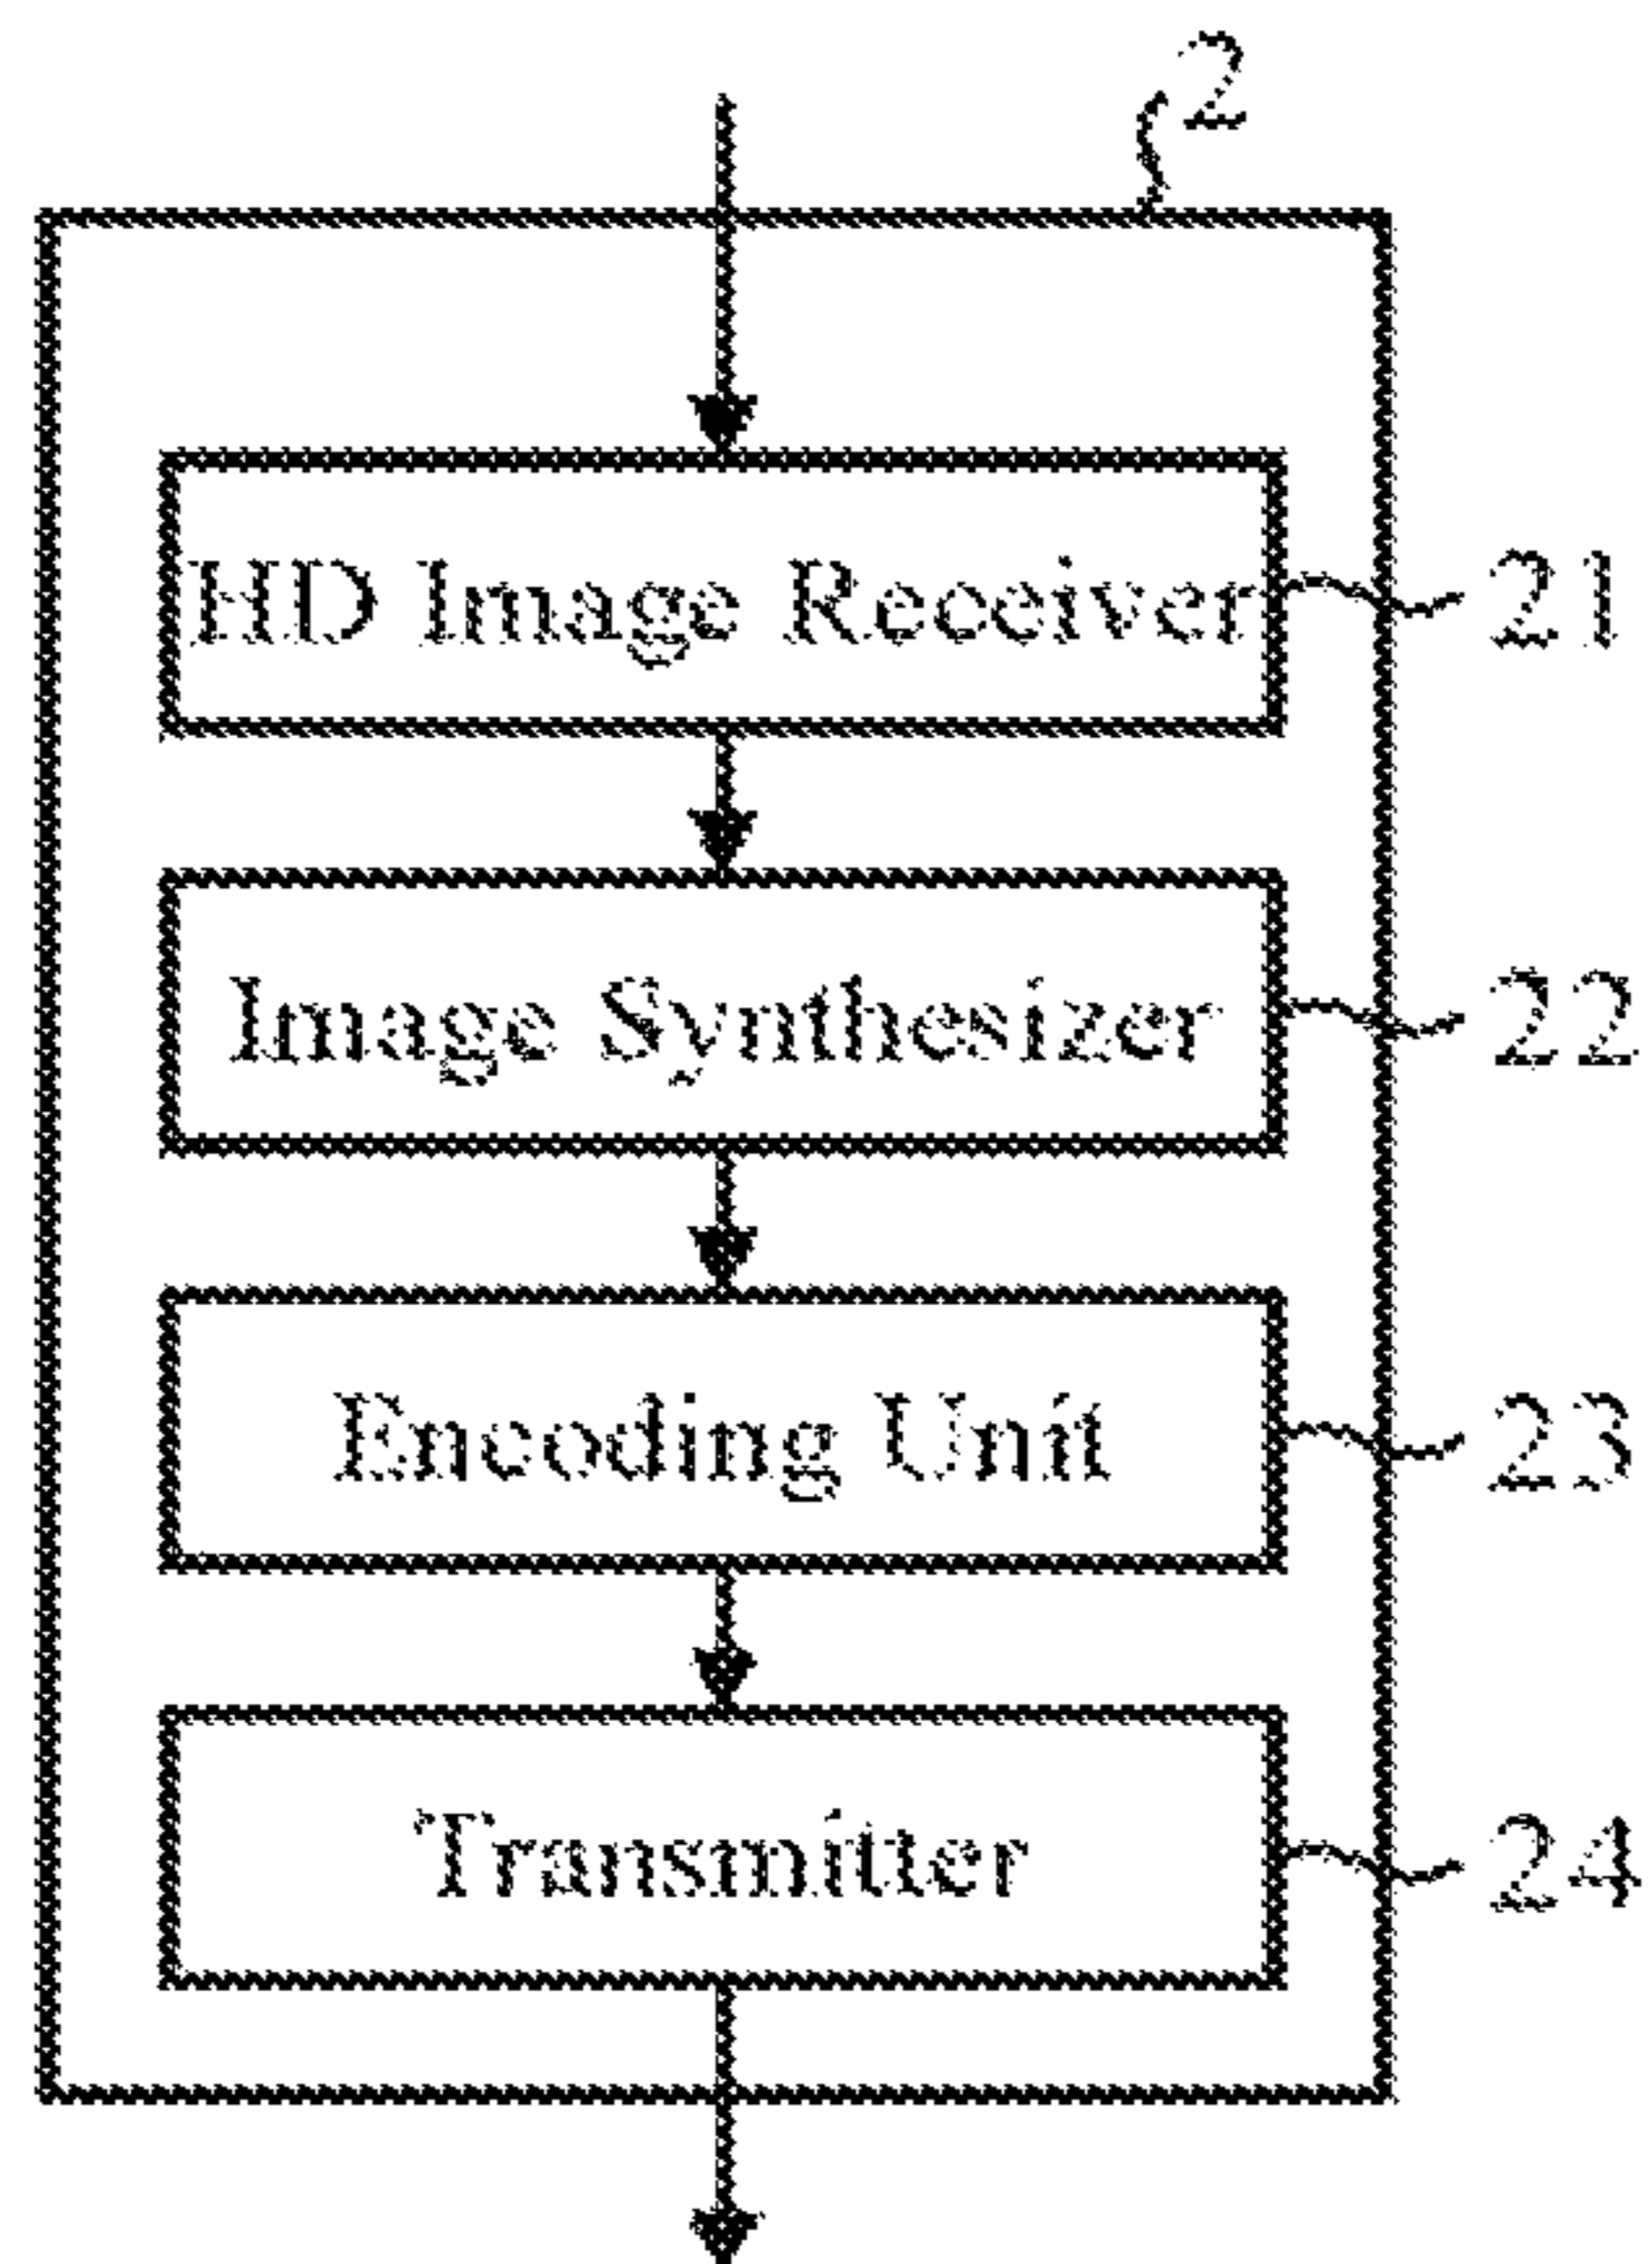 2
HD Image Receiver 21
Image Synthesizer 22
Encoding Unit 23
Transmitter 24